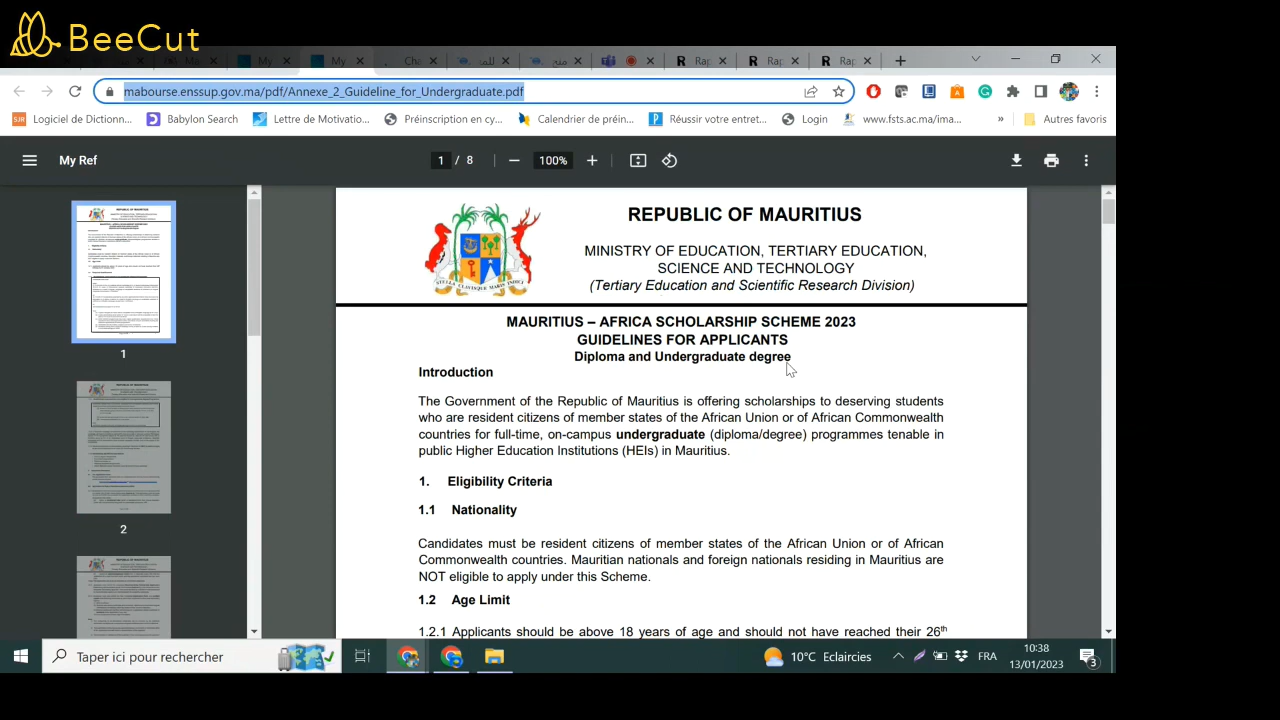 BeeCut
My
My
Cha
للمن
منح
Rap
Rap
Rap
mabourse.enssup.gov.ma/pdf/Annexe_2_Guideline_for_Undergraduate.pdf
Logiciel de Dictionn...
Babylon Search
Lettre de Motivatio...
Préinscription en cy...
Calendrier de préin...
Réussir votre entret...
Login
www.fsts.ac.ma/ima...
»
Autres favoris
My Ref
1 / 8
100%
REPUBLIC OF MAURITIUS
MINISTRY OF EDUCATION, TERTIARY EDUCATION,
SCIENCE AND TECHNOLOGY
(Tertiary Education and Scientific Research Division)
MAURITIUS – AFRICA SCHOLARSHIP SCHEME 2023
GUIDELINES FOR APPLICANTS
Diploma and Undergraduate degree
Introduction
The Government of the Republic of Mauritius is offering scholarships to deserving students
who are resident citizens of member states of the African Union or of African Commonwealth
countries for full-time, on-campus undergraduate (diploma/degree) programmes tenable in
public Higher Education Institutions (HEIs) in Mauritius.
1. Eligibility Criteria
1.1 Nationality
Candidates must be resident citizens of member states of the African Union or of African
Commonwealth countries. Mauritian nationals and foreign nationals residing in Mauritius are
NOT eligible to apply under this Scheme.
1.2 Age Limit
1.2.1 Applicants should be above 18 years of age and should not have reached their 26th
1
2
Taper ici pour rechercher
10°C Eclaircies
FRA
10:38
13/01/2023
3